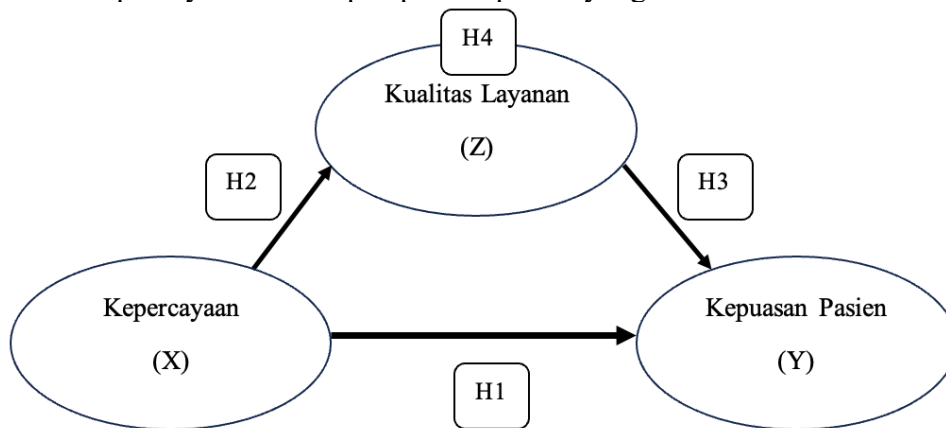 H4
Kualitas Layanan
(Z)
H2
H3
Kepercayaan
(X)
Kepuasan Pasien
(Y)
H1